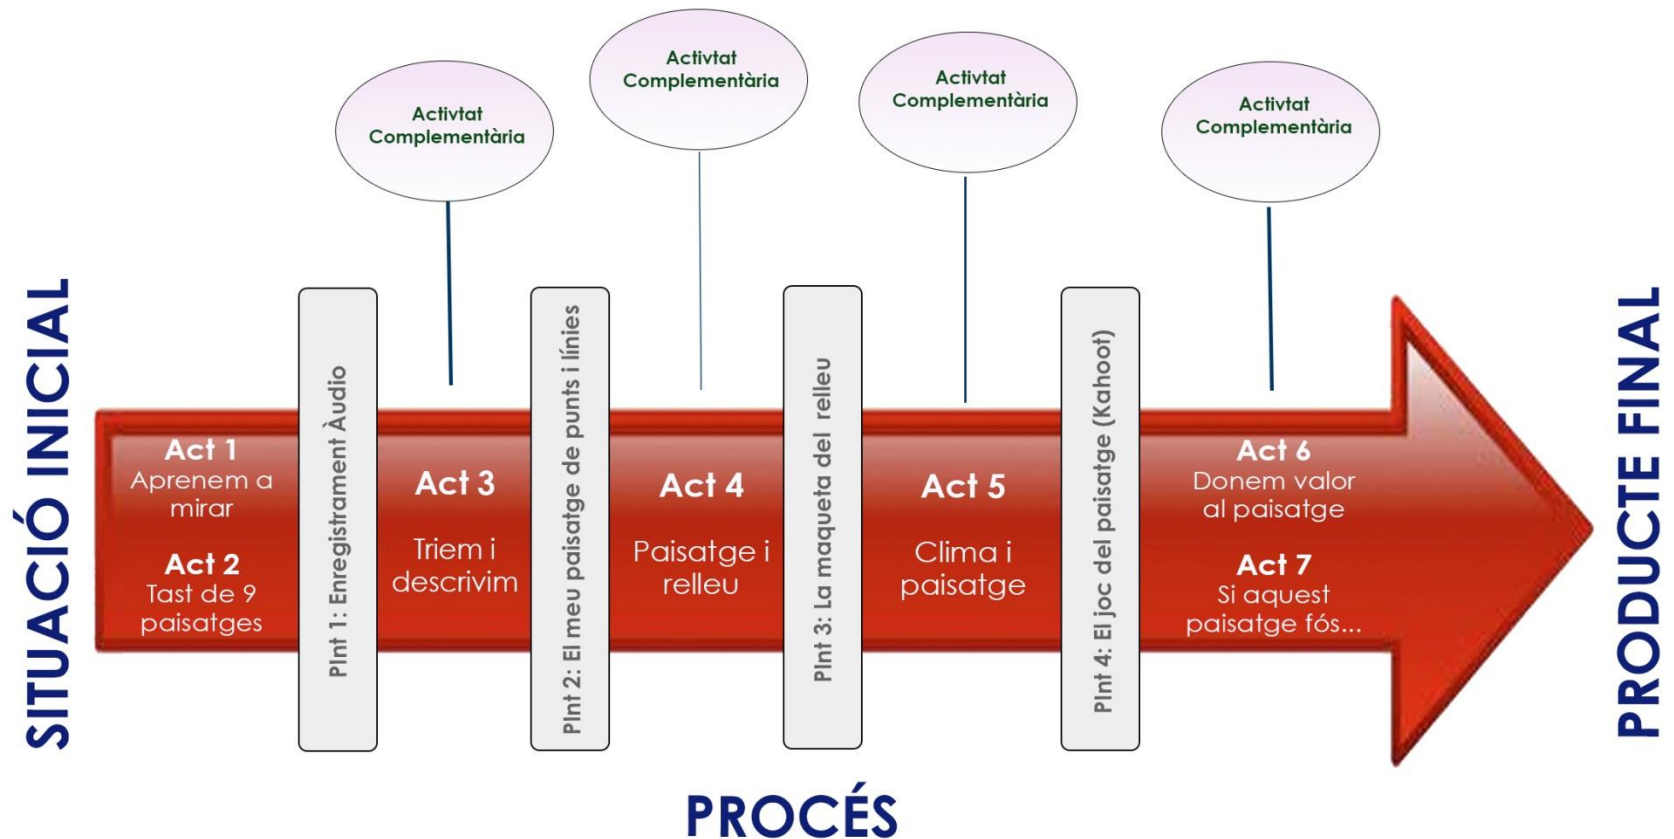 Activtat
Complementària
Activtat
Complementària
Activtat
Complementària
Activtat
Complementària
SITUACIÓ INICIAL
Act 1
Aprenem a
mirar
Act 2
Tast de 9
paisatges
PInt 1: Enregistrament Àudio
Act 3
Triem i
descrivim
PInt 2: El meu paisatge de punts i línies
Act 4
Paisatge i
relleu
PInt 3: La maqueta del relleu
Act 5
Clima i
paisatge
PInt 4: El joc del paisatge (Kahoot)
Act 6
Donem valor
al paisatge
Act 7
Si aquest
paisatge fós...
PRODUCTE FINAL
PROCÉS